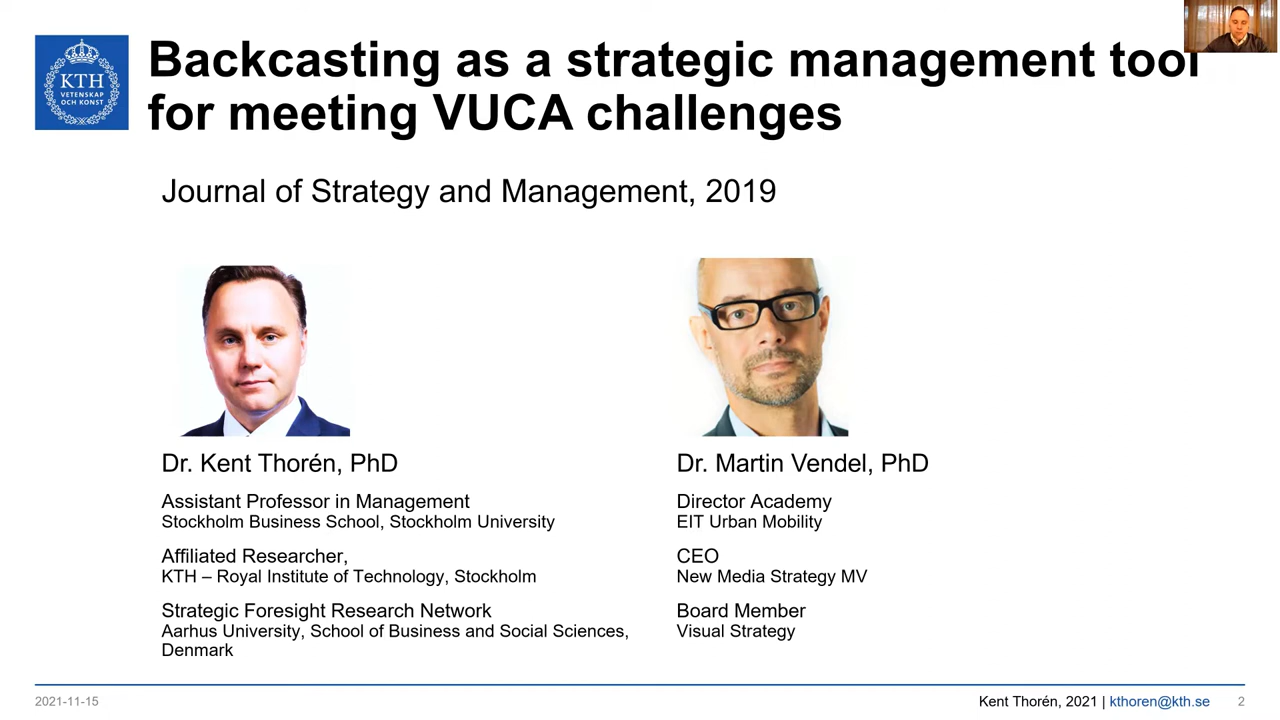 KTH
VETENSKAP
OCH KONST
Backcasting as a strategic management tool
for meeting VUCA challenges
Journal of Strategy and Management, 2019
Dr. Kent Thorén, PhD
Assistant Professor in Management
Stockholm Business School, Stockholm University
Affiliated Researcher,
KTH – Royal Institute of Technology, Stockholm
Strategic Foresight Research Network
Aarhus University, School of Business and Social Sciences,
Denmark
Dr. Martin Vendel, PhD
Director Academy
EIT Urban Mobility
CEO
New Media Strategy MV
Board Member
Visual Strategy
2021-11-15
Kent Thorén, 2021 | kthoren@kth.se
2